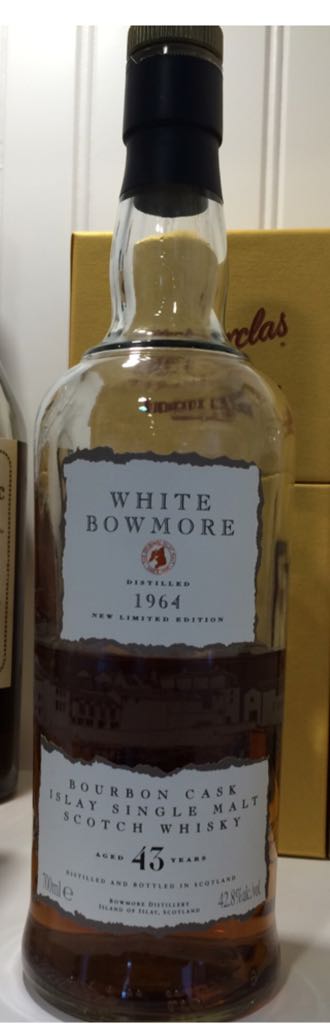 WHITE
BOWMORE
DISTILLED
1964
NEW LIMITED EDITION
BOURBON CASK
ISLAY SINGLE MALT
SCOTCH WHISKY
AGED 43 YEARS
DISTILLED AND BOTTLED IN SCOTLAND
700ml e
BOWMORE DISTILLERY
ISLAND OF ISLAY, SCOTLAND
42.8%alc./vol.